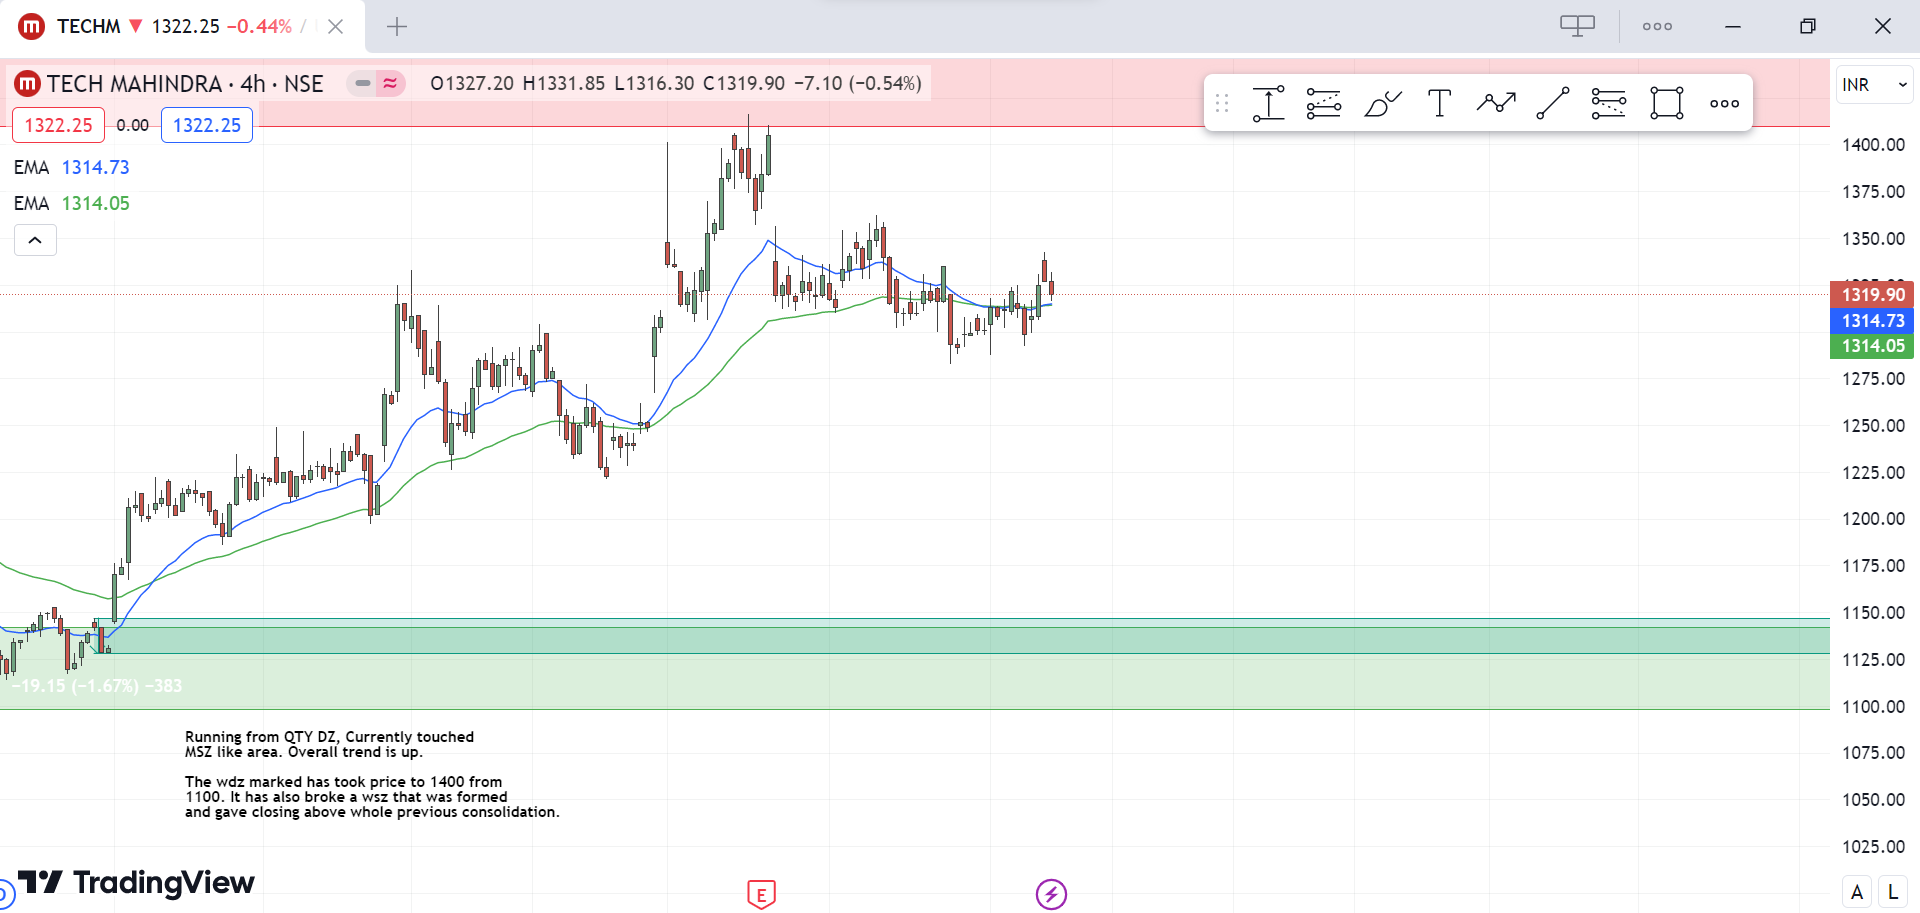 TECHM ▼ 1322.25 −0.44% /
TECH MAHINDRA · 4h · NSE
O1327.20 H1331.85 L1316.30 C1319.90 −7.10 (−0.54%)
INR
1322.25 0.00 1322.25
EMA 1314.73
EMA 1314.05
1400.00
1375.00
1350.00
1319.90
1314.73
1314.05
1275.00
1250.00
1225.00
1200.00
1175.00
1150.00
1125.00
1100.00
1075.00
1050.00
1025.00
−19.15 (−1.67%) −383
Running from QTY DZ, Currently touched
MSZ like area. Overall trend is up.
The wdz marked has took price to 1400 from
1100. It has also broke a wsz that was formed
and gave closing above whole previous consolidation.
TradingView
E
A L